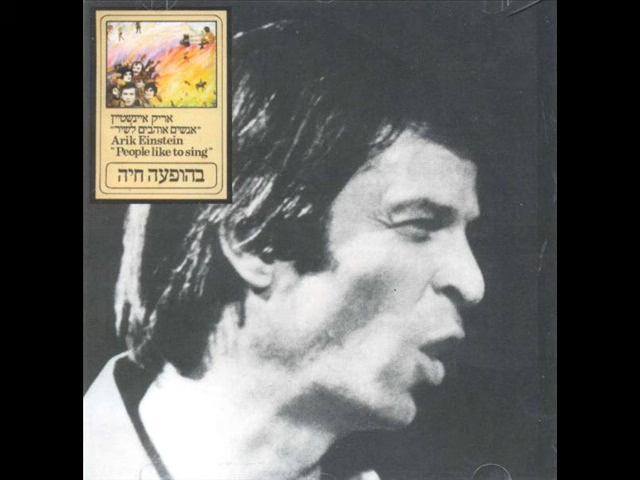 אריק איינשטיין
"אנשים אוהבים לשיר"
Arik Einstein
"People like to sing"
בהופעה חיה